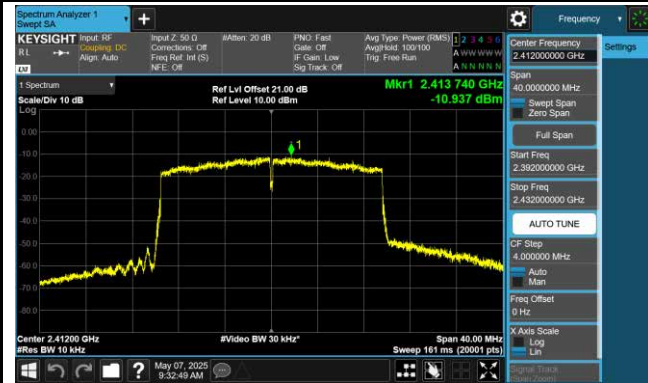 Spectrum Analyzer 1
Swept SA
+
Frequency
KEYSIGHT
Input: RF
Coupling: DC
Align: Auto
Input Z: 50 Ω
Corrections: Off
Freq Ref: Int (S)
NFE: Off
#Atten: 20 dB
PNO: Fast
Gate: Off
IF Gain: Low
Sig Track: Off
Avg Type: Power (RMS)
Avg|Hold: 100/100
Trig: Free Run
1 2 3 4 5 6
A W W W W W
A N N N N N
RL
LXI
1 Spectrum
Scale/Div 10 dB
Log
Ref Lvl Offset 21.00 dB
Ref Level 10.00 dBm
Mkr1 2.413 740 GHz
-10.937 dBm
1
0.00
-10.0
-20.0
-30.0
-40.0
-50.0
-60.0
-70.0
-80.0
Center 2.41200 GHz
#Res BW 10 kHz
#Video BW 30 kHz*
Span 40.00 MHz
Sweep 161 ms (20001 pts)
Center Frequency
2.412000000 GHz
Settings
Span
40.0000000 MHz
Swept Span
Zero Span
Full Span
Start Freq
2.392000000 GHz
Stop Freq
2.432000000 GHz
AUTO TUNE
CF Step
4.000000 MHz
Auto
Man
Freq Offset
0 Hz
X Axis Scale
Log
Lin
Signal Track
(Span Zoom)
?
May 07, 2025
9:32:49 AM